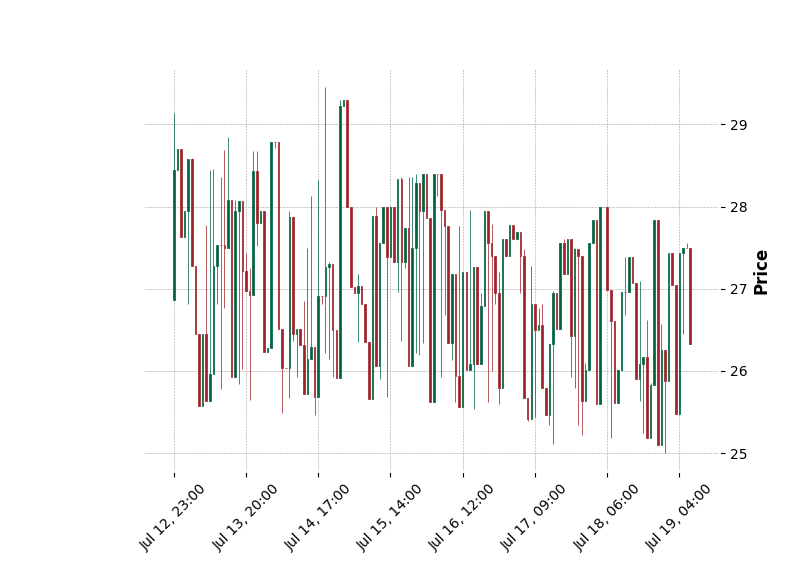 29
28
27
26
25
Price
Jul 12, 23:00
Jul 13, 20:00
Jul 14, 17:00
Jul 15, 14:00
Jul 16, 12:00
Jul 17, 09:00
Jul 18, 06:00
Jul 19, 04:00